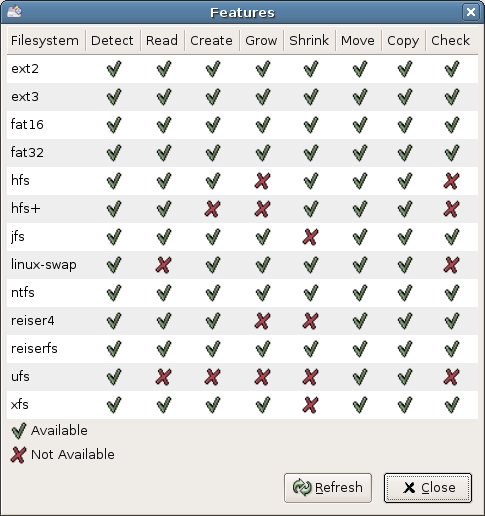 Features
Filesystem Detect Read Create Grow Shrink Move Copy Check
ext2
ext3
fat16
fat32
hfs
hfs+
jfs
linux-swap
ntfs
reiser4
reiserfs
ufs
xfs
Available
Not Available
Refresh Close